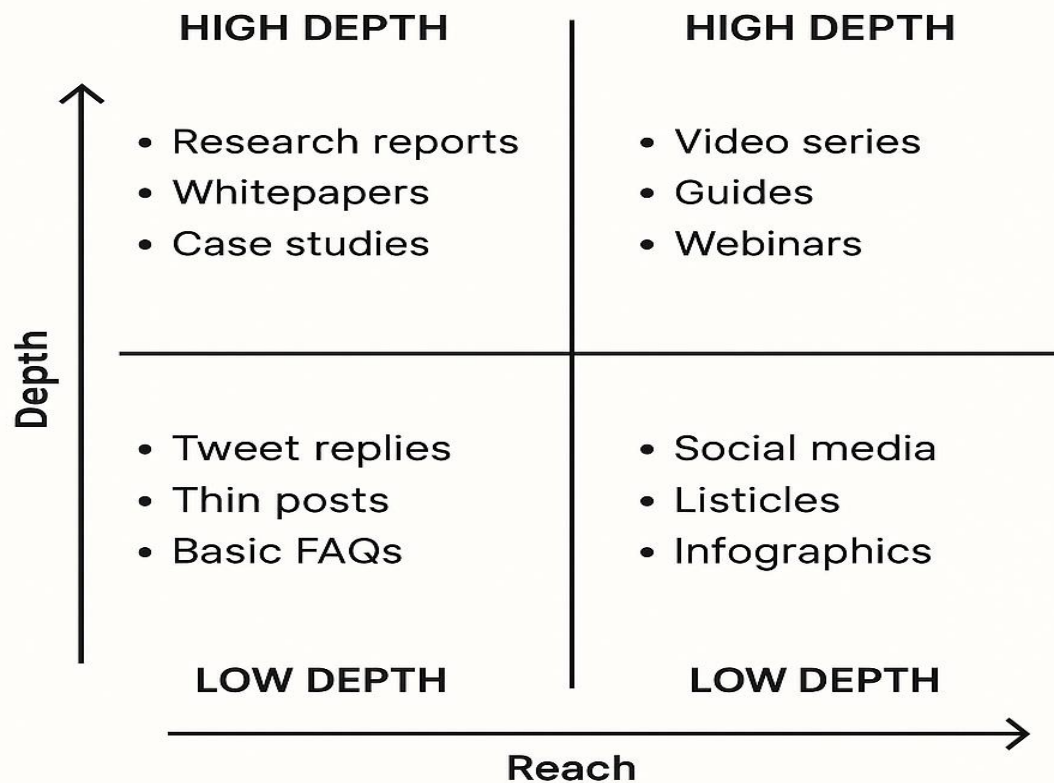 HIGH DEPTH
HIGH DEPTH
• Research reports
• Whitepapers
• Case studies
• Video series
• Guides
• Webinars
Depth
• Tweet replies
• Thin posts
• Basic FAQs
• Social media
• Listicles
• Infographics
LOW DEPTH
LOW DEPTH
Reach